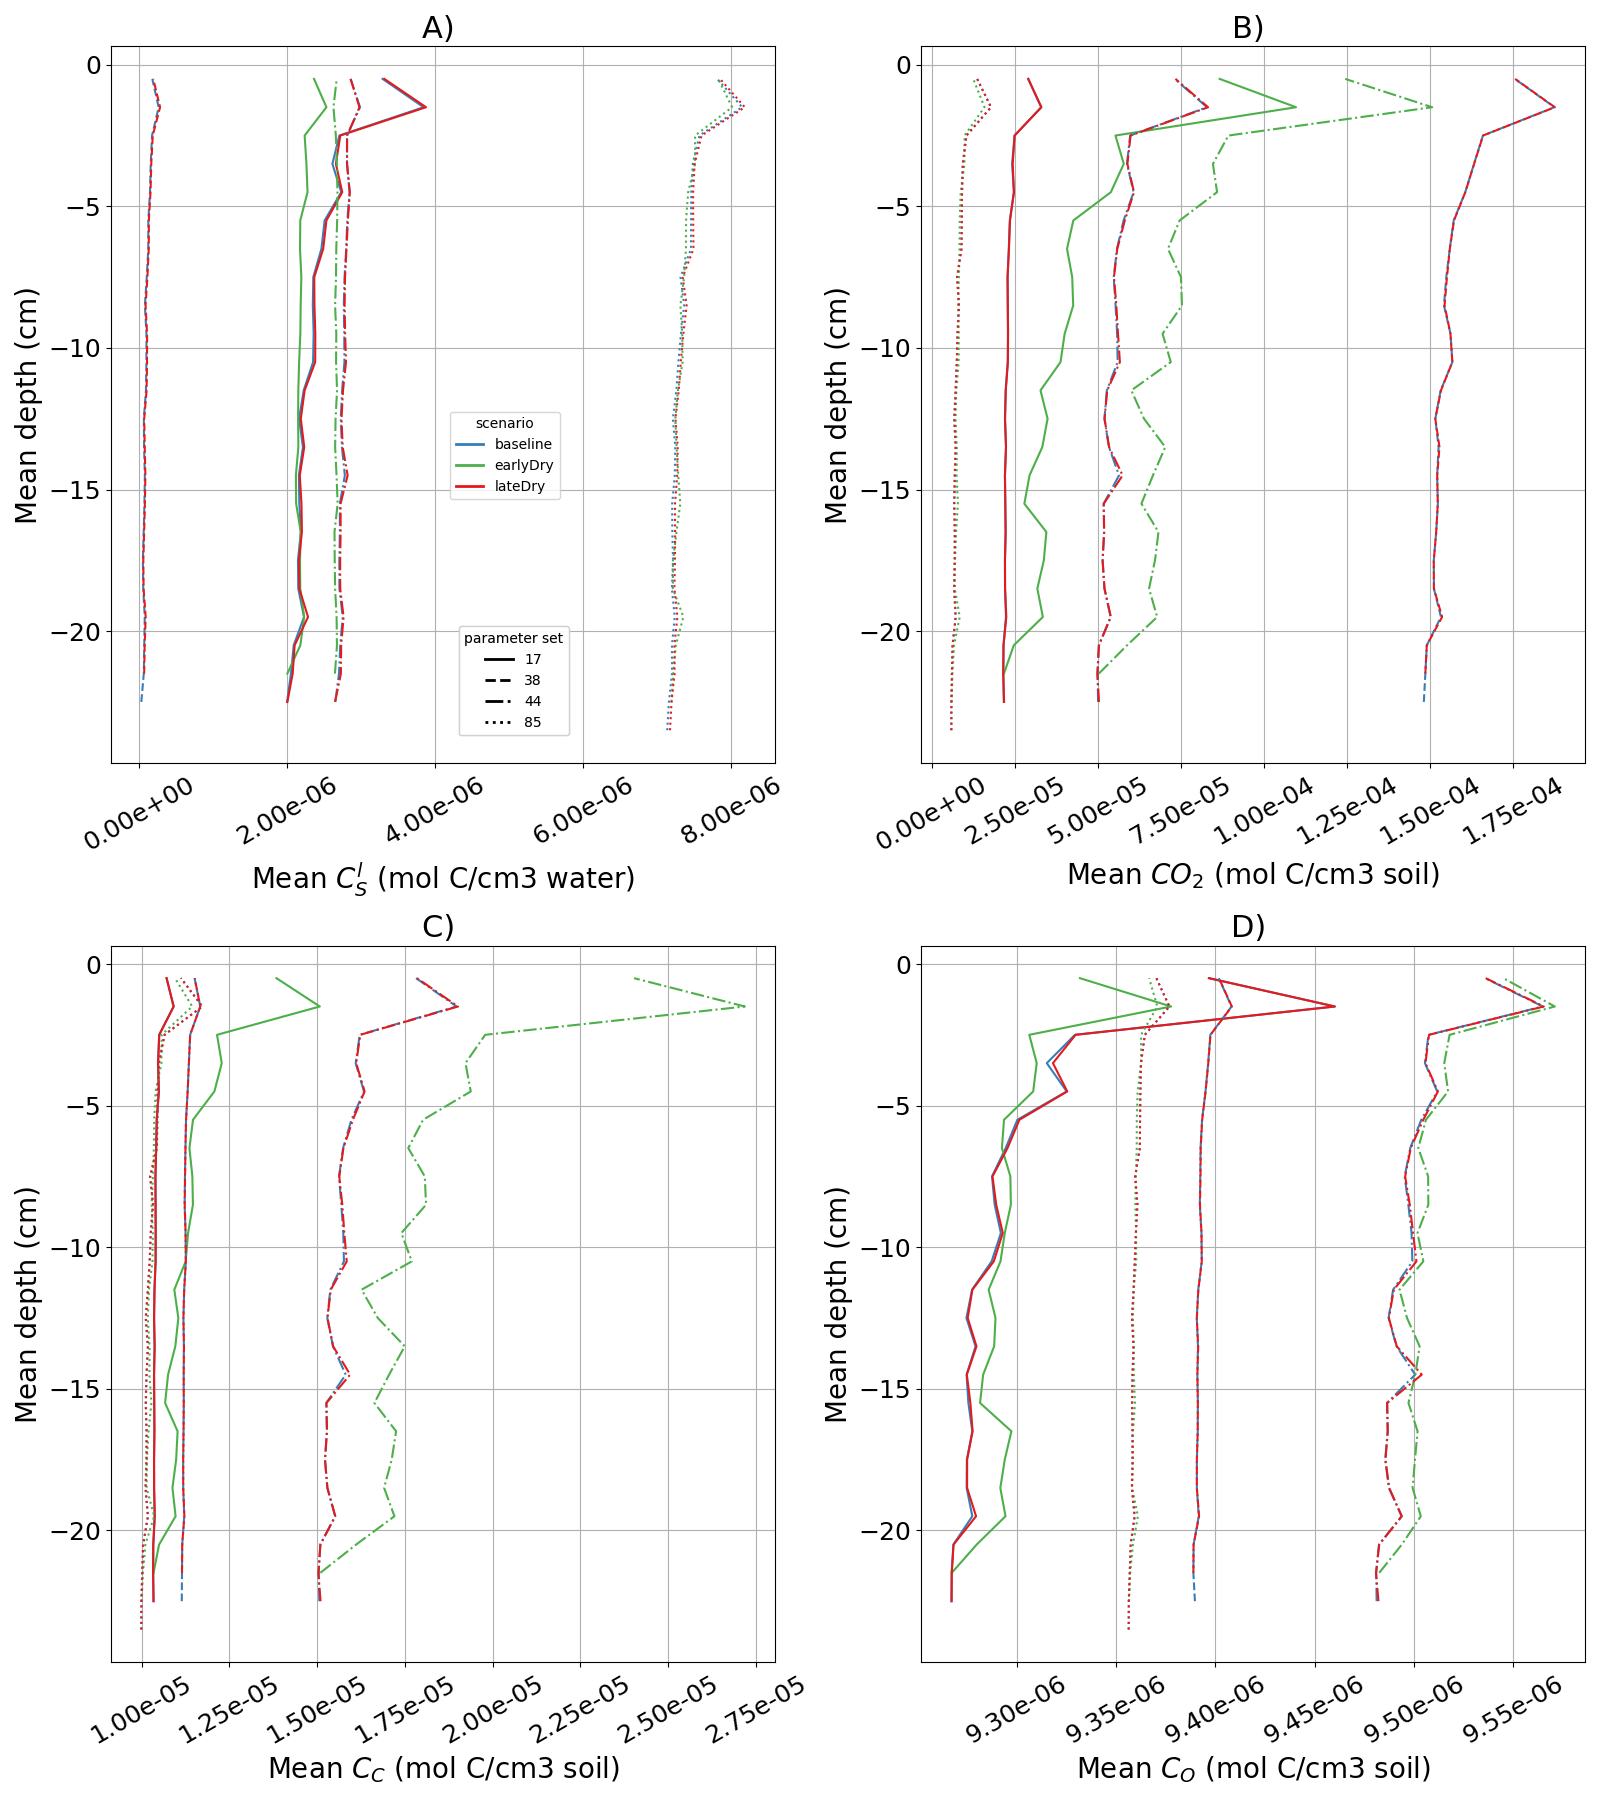 A)
0
−5
−10
−15
−20
Mean depth (cm)
scenario
baseline
earlyDry
lateDry
parameter set
17
38
44
85
0.00e+00
2.00e-06
4.00e-06
6.00e-06
8.00e-06
Mean C_S^l (mol C/cm3 water)
B)
0
−5
−10
−15
−20
Mean depth (cm)
0.00e+00
2.50e-05
5.00e-05
7.50e-05
1.00e-04
1.25e-04
1.50e-04
1.75e-04
Mean CO₂ (mol C/cm3 soil)
C)
0
−5
−10
−15
−20
Mean depth (cm)
1.00e-05
1.25e-05
1.50e-05
1.75e-05
2.00e-05
2.25e-05
2.50e-05
2.75e-05
Mean C_C (mol C/cm3 soil)
D)
0
−5
−10
−15
−20
Mean depth (cm)
9.30e-06
9.35e-06
9.40e-06
9.45e-06
9.50e-06
9.55e-06
Mean C_O (mol C/cm3 soil)